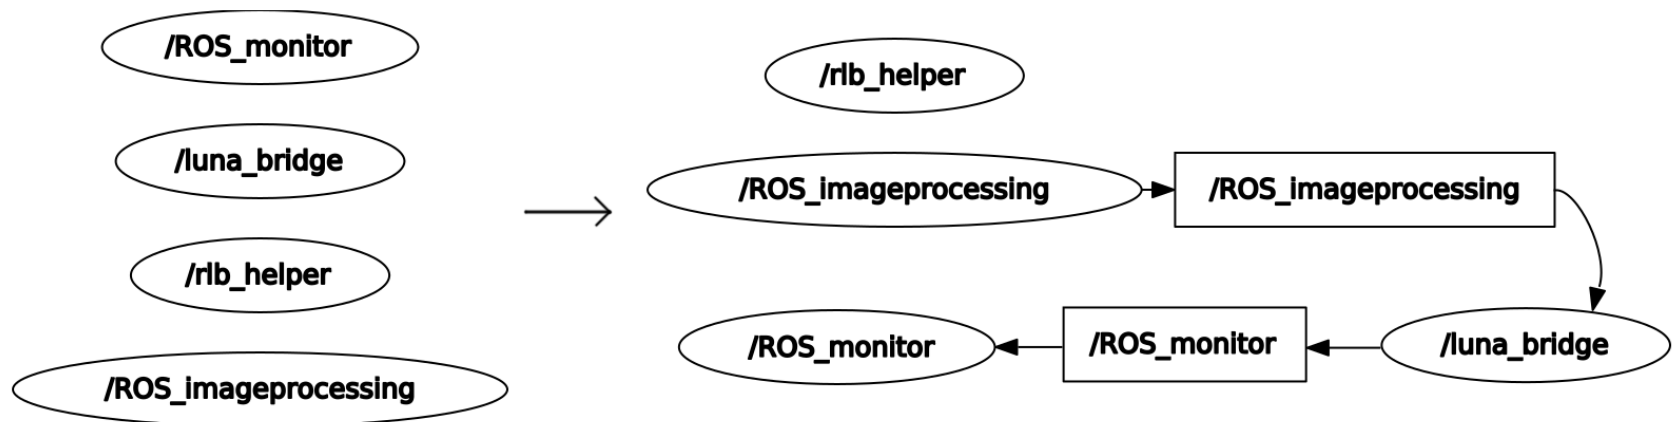 /ROS_monitor
/luna_bridge
/rlb_helper
/ROS_imageprocessing
/rlb_helper
/ROS_imageprocessing
/ROS_imageprocessing
/ROS_monitor
/ROS_monitor
/luna_bridge